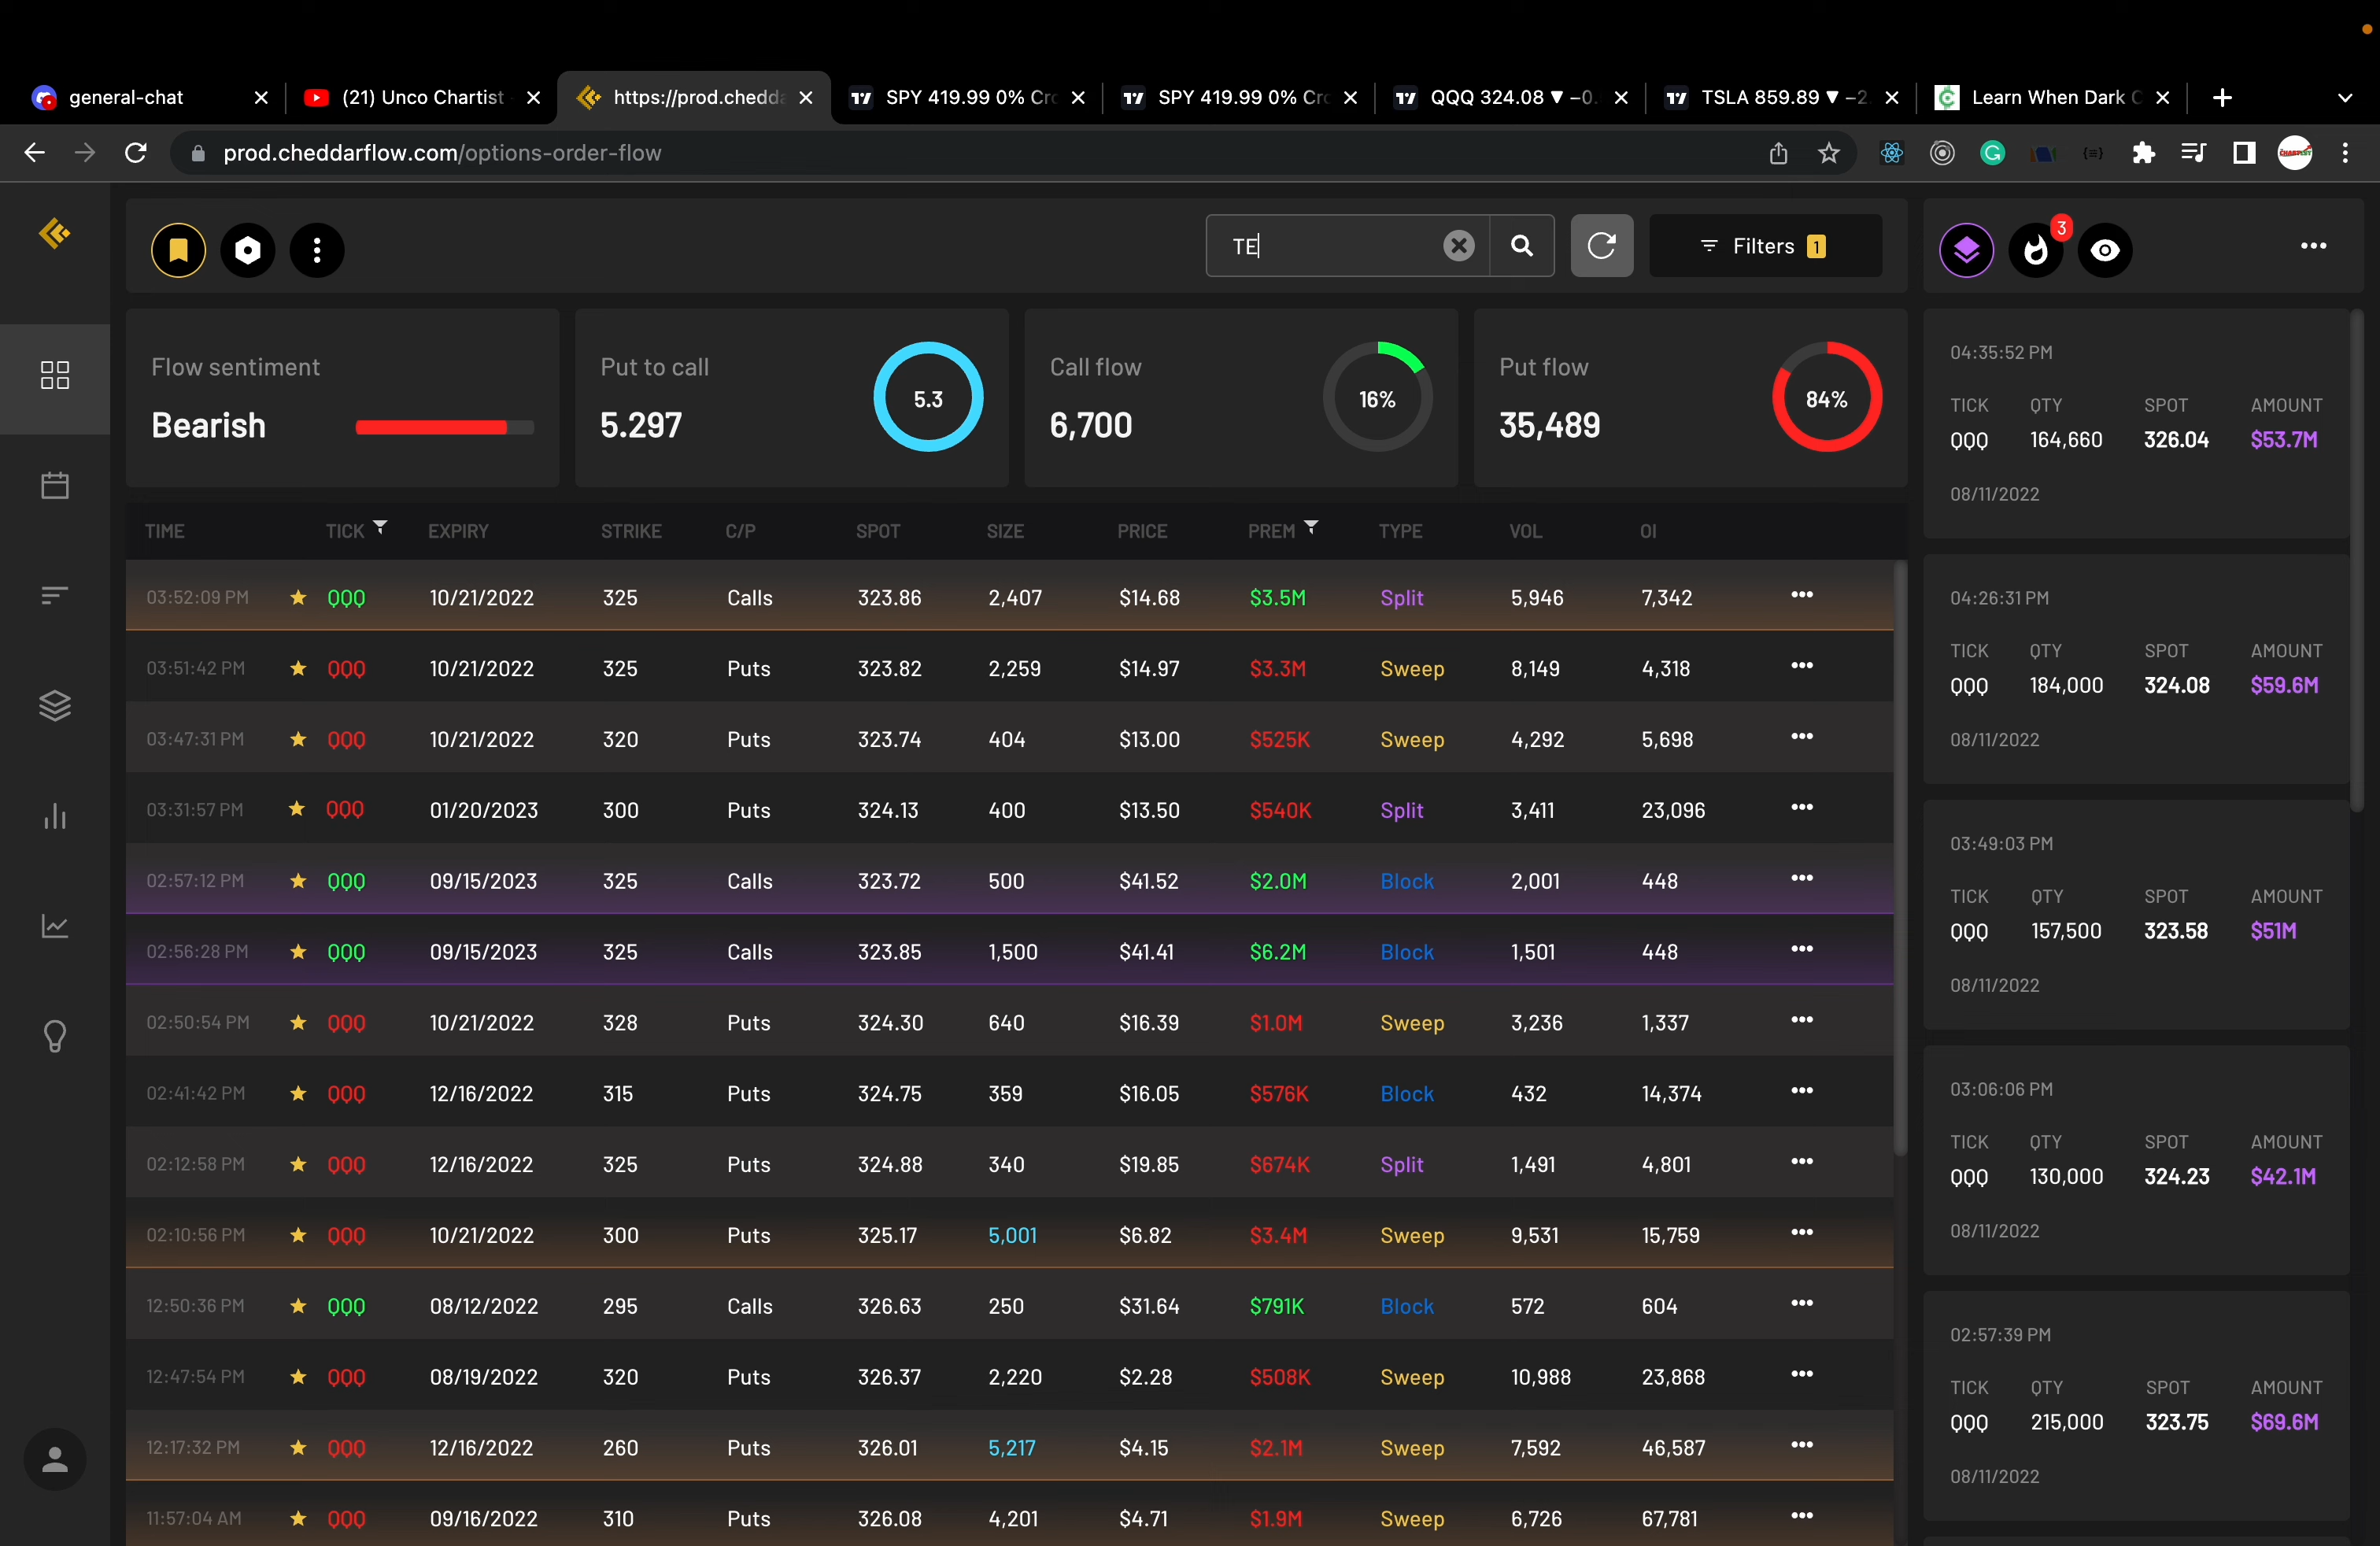 general-chat
(21) Unco Chartist
https://prod.chedda
SPY 419.99 0% Cr
SPY 419.99 0% Cr
QQQ 324.08 ▼ −0.
TSLA 859.89 ▼ −2
Learn When Dark
prod.cheddarflow.com/options-order-flow
TE
Filters 1
3
Flow sentiment
Bearish
Put to call
5.297
5.3
Call flow
6,700
16%
Put flow
35,489
84%
TIME TICK EXPIRY STRIKE C/P SPOT SIZE PRICE PREM TYPE VOL OI
03:52:09 PM QQQ 10/21/2022 325 Calls 323.86 2,407 $14.68 $3.5M Split 5,946 7,342
03:51:42 PM QQQ 10/21/2022 325 Puts 323.82 2,259 $14.97 $3.3M Sweep 8,149 4,318
03:47:31 PM QQQ 10/21/2022 320 Puts 323.74 404 $13.00 $525K Sweep 4,292 5,698
03:31:57 PM QQQ 01/20/2023 300 Puts 324.13 400 $13.50 $540K Split 3,411 23,096
02:57:12 PM QQQ 09/15/2023 325 Calls 323.72 500 $41.52 $2.0M Block 2,001 448
02:56:28 PM QQQ 09/15/2023 325 Calls 323.85 1,500 $41.41 $6.2M Block 1,501 448
02:50:54 PM QQQ 10/21/2022 328 Puts 324.30 640 $16.39 $1.0M Sweep 3,236 1,337
02:41:42 PM QQQ 12/16/2022 315 Puts 324.75 359 $16.05 $576K Block 432 14,374
02:12:58 PM QQQ 12/16/2022 325 Puts 324.88 340 $19.85 $674K Split 1,491 4,801
02:10:56 PM QQQ 10/21/2022 300 Puts 325.17 5,001 $6.82 $3.4M Sweep 9,531 15,759
12:50:36 PM QQQ 08/12/2022 295 Calls 326.63 250 $31.64 $791K Block 572 604
12:47:54 PM QQQ 08/19/2022 320 Puts 326.37 2,220 $2.28 $508K Sweep 10,988 23,868
12:17:32 PM QQQ 12/16/2022 260 Puts 326.01 5,217 $4.15 $2.1M Sweep 7,592 46,587
11:57:04 AM QQQ 09/16/2022 310 Puts 326.08 4,201 $4.71 $1.9M Sweep 6,726 67,781
04:35:52 PM
TICK QTY SPOT AMOUNT
QQQ 164,660 326.04 $53.7M
08/11/2022
04:26:31 PM
TICK QTY SPOT AMOUNT
QQQ 184,000 324.08 $59.6M
08/11/2022
03:49:03 PM
TICK QTY SPOT AMOUNT
QQQ 157,500 323.58 $51M
08/11/2022
03:06:06 PM
TICK QTY SPOT AMOUNT
QQQ 130,000 324.23 $42.1M
08/11/2022
02:57:39 PM
TICK QTY SPOT AMOUNT
QQQ 215,000 323.75 $69.6M
08/11/2022